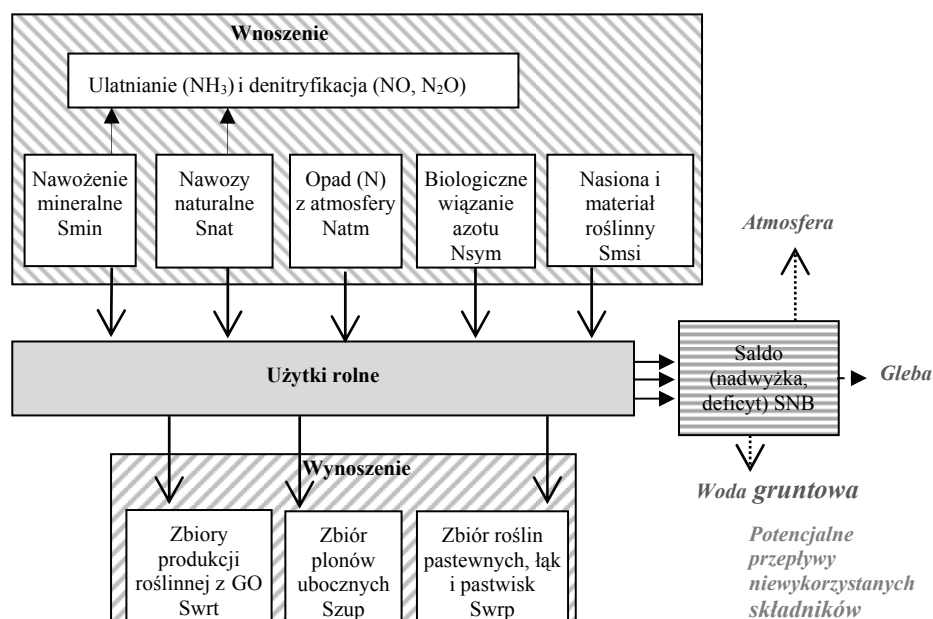 Wnoszenie
Ulatnianie (NH₃) i denitryfikacja (NO, N₂O)
Nawożenie
mineralne
Smin
Nawozy
naturalne
Snat
Opad (N)
z atmosfery
Natm
Biologiczne
wiązanie
azotu
Nsym
Nasiona i
materiał
roślinny
Smsi
Atmosfera
Użytki rolne
Saldo
(nadwyżka,
deficyt) SNB
Gleba
Woda gruntowa
Potencjalne
przepływy
niewykorzystanych
składników
Wynoszenie
Zbiory
produkcji
roślinnej z GO
Swrt
Zbiór
plonów
ubocznych
Szup
Zbiór roślin
pastewnych, łąk
i pastwisk
Swrp